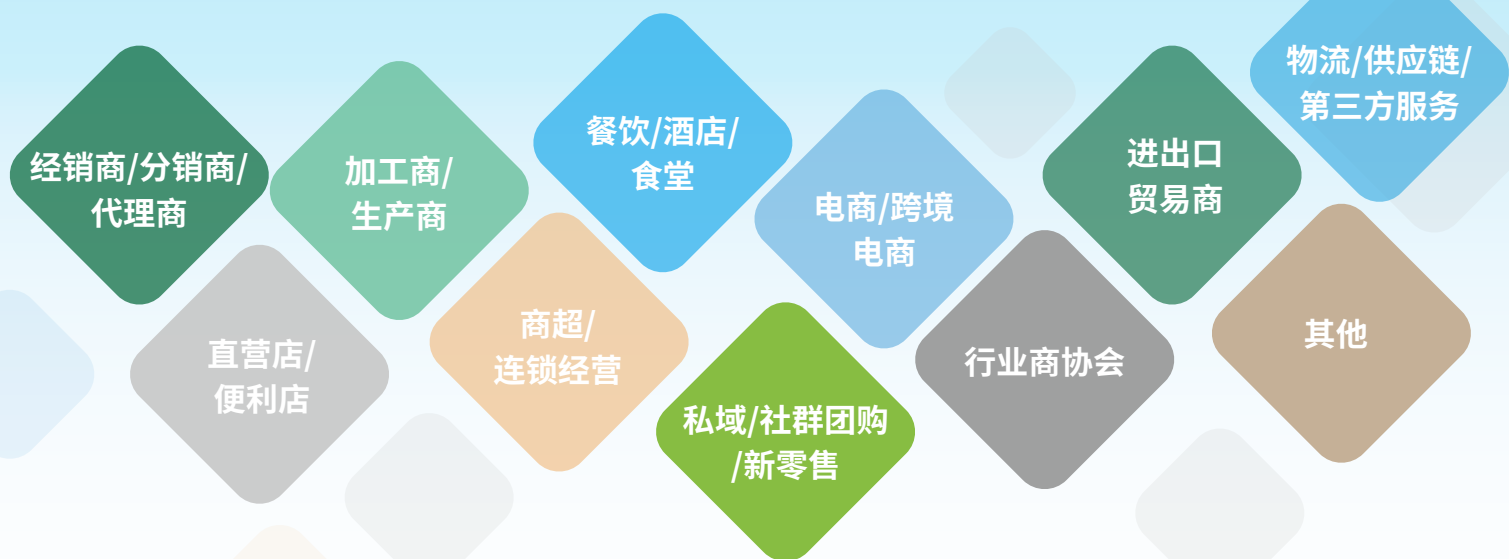 经销商/分销商/
代理商
加工商/
生产商
餐饮/酒店/
食堂
电商/跨境
电商
进出口
贸易商
物流/供应链/
第三方服务
直营店/
便利店
商超/
连锁经营
私域/社群团购
/新零售
行业商协会
其他